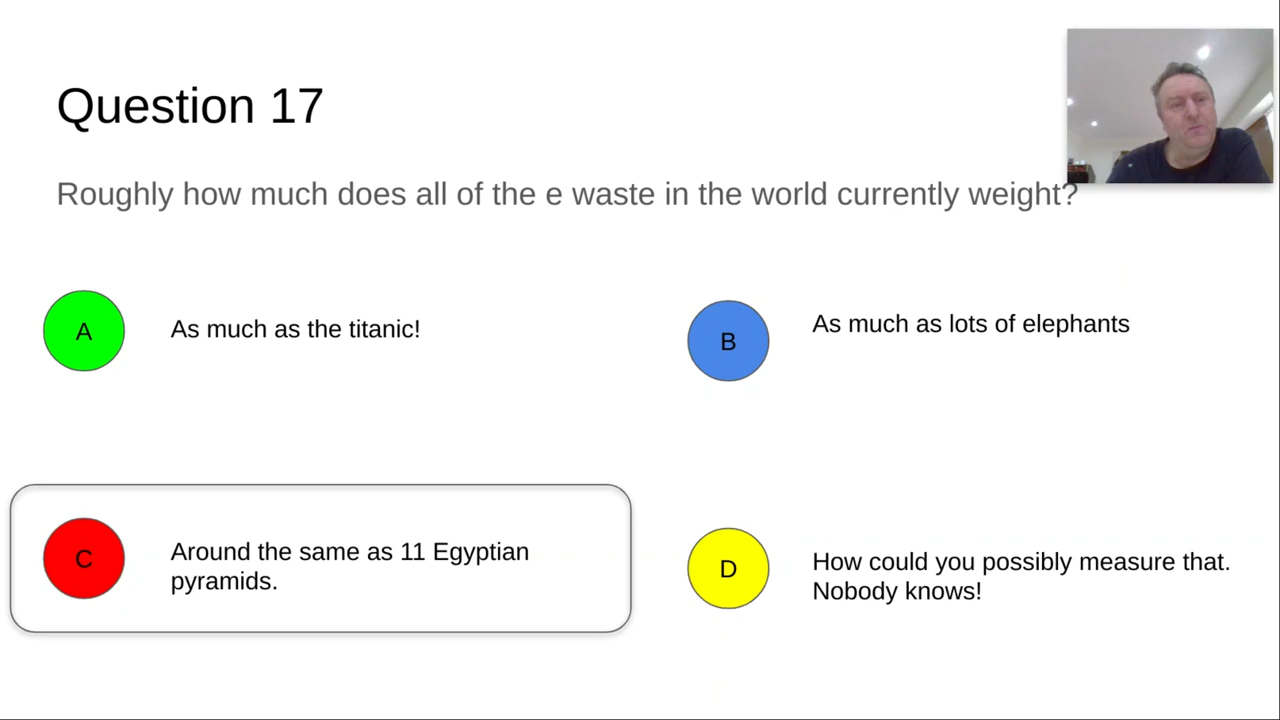 Question 17
Roughly how much does all of the e waste in the world currently weight?
A
As much as the titanic!
B
As much as lots of elephants
C
Around the same as 11 Egyptian
pyramids.
D
How could you possibly measure that.
Nobody knows!